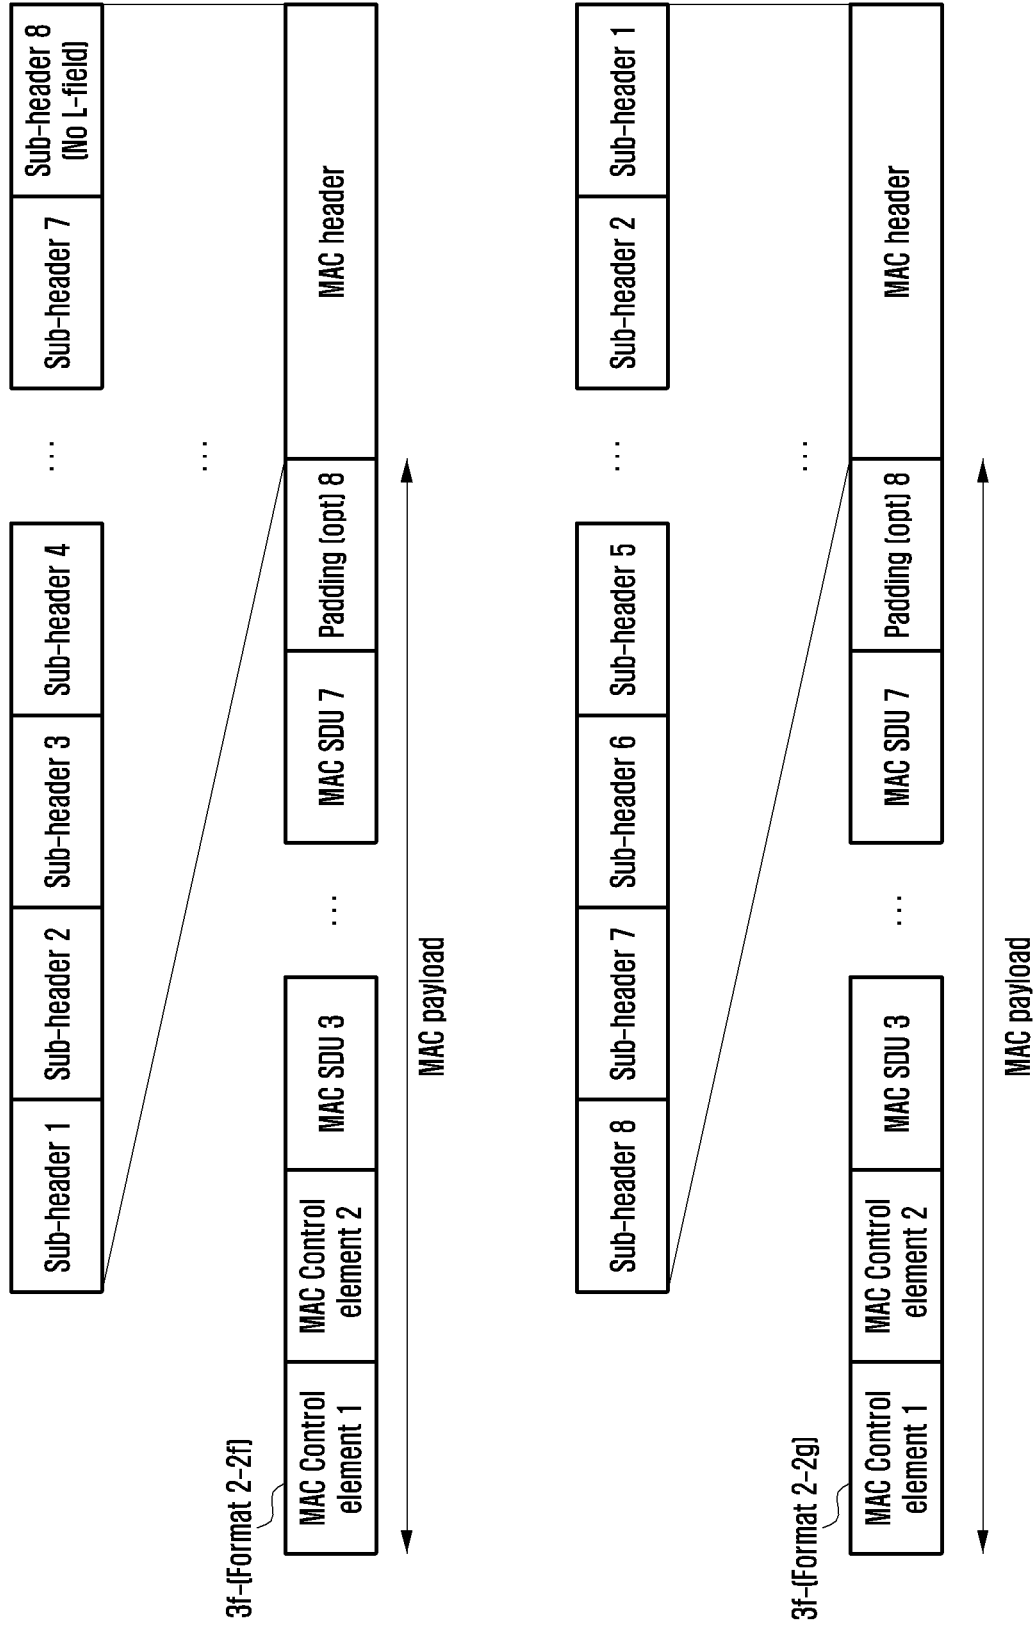 Sub-header 1
Sub-header 2
Sub-header 3
Sub-header 4
...
Sub-header 7
Sub-header 8
(No L-field)
...
3f-(Format 2-2f)
MAC Control
element 1
MAC Control
element 2
MAC SDU 3
...
MAC SDU 7
Padding (opt) 8
MAC header
MAC payload
Sub-header 8
Sub-header 7
Sub-header 6
Sub-header 5
...
Sub-header 2
Sub-header 1
...
3f-(Format 2-2g)
MAC Control
element 1
MAC Control
element 2
MAC SDU 3
...
MAC SDU 7
Padding (opt) 8
MAC header
MAC payload